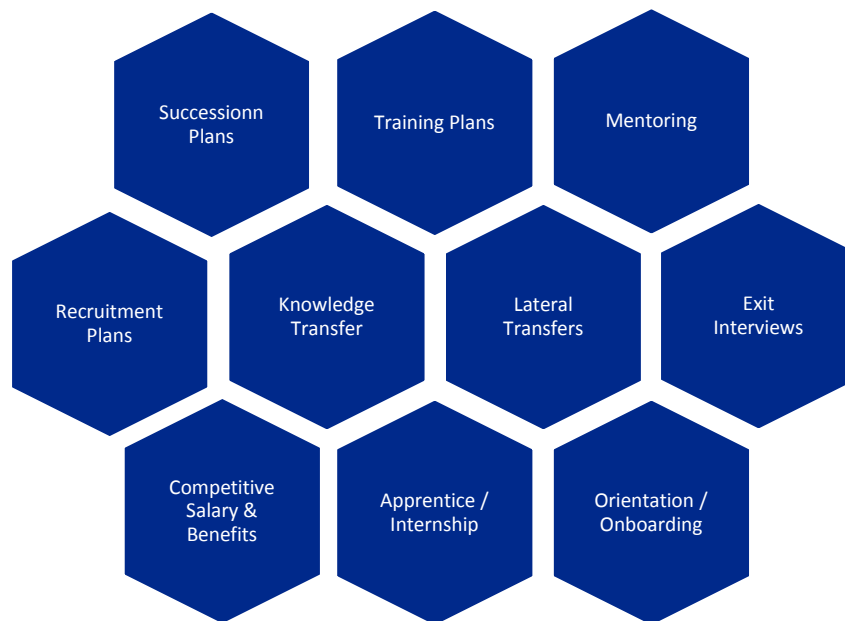 Successionn
Plans
Training Plans
Mentoring
Recruitment
Plans
Knowledge
Transfer
Lateral
Transfers
Exit
Interviews
Competitive
Salary &
Benefits
Apprentice /
Internship
Orientation /
Onboarding